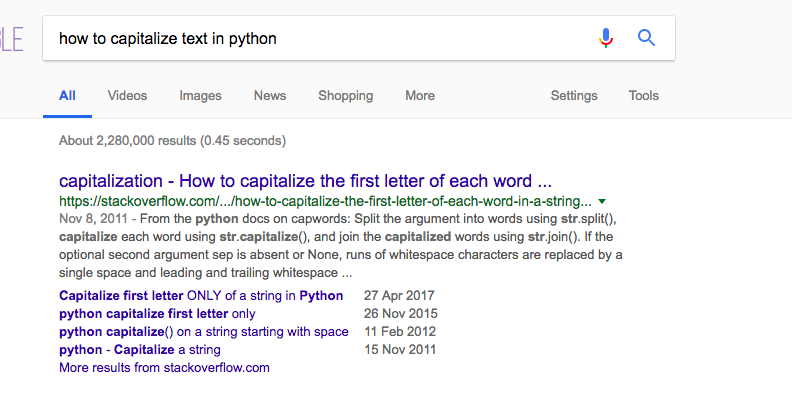 LE
how to capitalize text in python
All Videos Images News Shopping More Settings Tools
About 2,280,000 results (0.45 seconds)
capitalization - How to capitalize the first letter of each word ...
https://stackoverflow.com/.../how-to-capitalize-the-first-letter-of-each-word-in-a-string...
Nov 8, 2011 - From the python docs on capwords: Split the argument into words using str.split(),
capitalize each word using str.capitalize(), and join the capitalized words using str.join(). If the
optional second argument sep is absent or None, runs of whitespace characters are replaced by a
single space and leading and trailing whitespace ...
Capitalize first letter ONLY of a string in Python 27 Apr 2017
python capitalize first letter only 26 Nov 2015
python capitalize() on a string starting with space 11 Feb 2012
python - Capitalize a string 15 Nov 2011
More results from stackoverflow.com